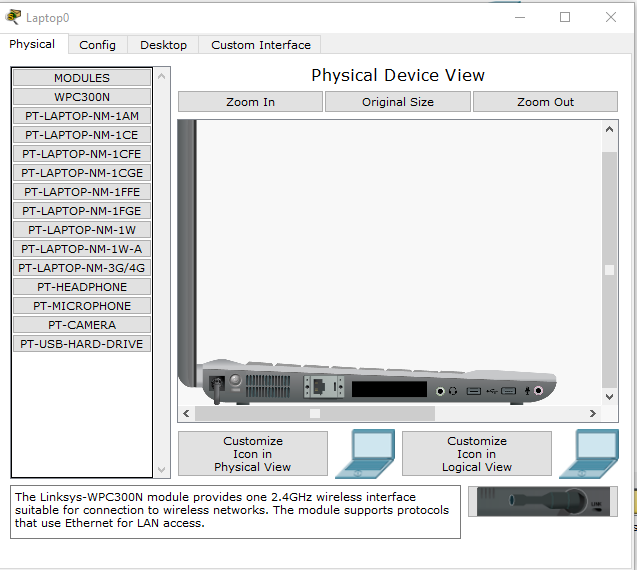 Laptop0
Physical
Config
Desktop
Custom Interface
MODULES
WPC300N
PT-LAPTOP-NM-1AM
PT-LAPTOP-NM-1CE
PT-LAPTOP-NM-1CFE
PT-LAPTOP-NM-1CGE
PT-LAPTOP-NM-1FFE
PT-LAPTOP-NM-1FGE
PT-LAPTOP-NM-1W
PT-LAPTOP-NM-1W-A
PT-LAPTOP-NM-3G/4G
PT-HEADPHONE
PT-MICROPHONE
PT-CAMERA
PT-USB-HARD-DRIVE
Physical Device View
Zoom In
Original Size
Zoom Out
Customize
Icon in
Physical View
Customize
Icon in
Logical View
The Linksys-WPC300N module provides one 2.4GHz wireless interface
suitable for connection to wireless networks. The module supports protocols
that use Ethernet for LAN access.